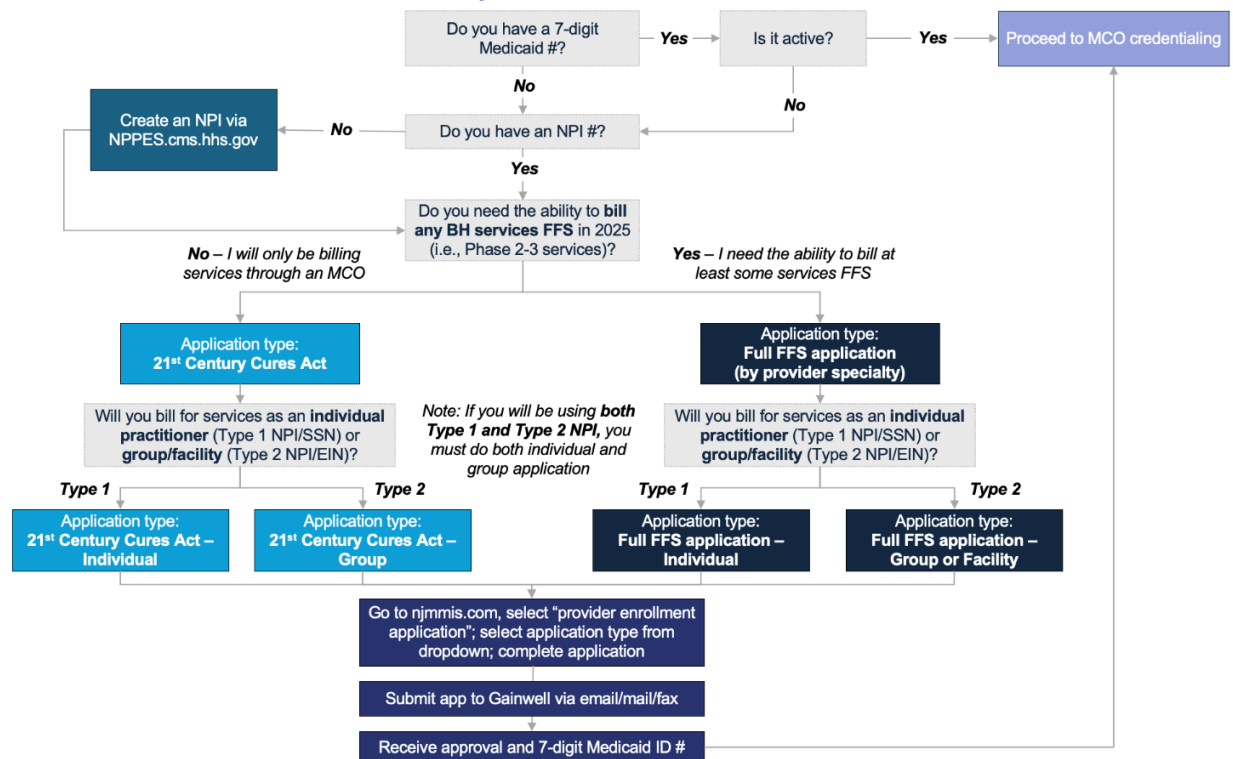 Do you have a 7-digit
Medicaid #?
Yes
Is it active?
Yes
Proceed to MCO credentialing
No
No
Create an NPI via
NPPES.cms.hhs.gov
No
Do you have an NPI #?
Yes
Do you need the ability to bill
any BH services FFS in 2025
(i.e., Phase 2-3 services)?
No – I will only be billing
services through an MCO
Yes – I need the ability to bill at
least some services FFS
Application type:
21st Century Cures Act
Application type:
Full FFS application
(by provider specialty)
Will you bill for services as an individual
practitioner (Type 1 NPI/SSN) or
group/facility (Type 2 NPI/EIN)?
Note: If you will be using both
Type 1 and Type 2 NPI, you
must do both individual and
group application
Will you bill for services as an individual
practitioner (Type 1 NPI/SSN) or
group/facility (Type 2 NPI/EIN)?
Type 1
Type 2
Type 1
Type 2
Application type:
21st Century Cures Act –
Individual
Application type:
21st Century Cures Act –
Group
Application type:
Full FFS application –
Individual
Application type:
Full FFS application –
Group or Facility
Go to njmmis.com, select “provider enrollment
application”; select application type from
dropdown; complete application
Submit app to Gainwell via email/mail/fax
Receive approval and 7-digit Medicaid ID #